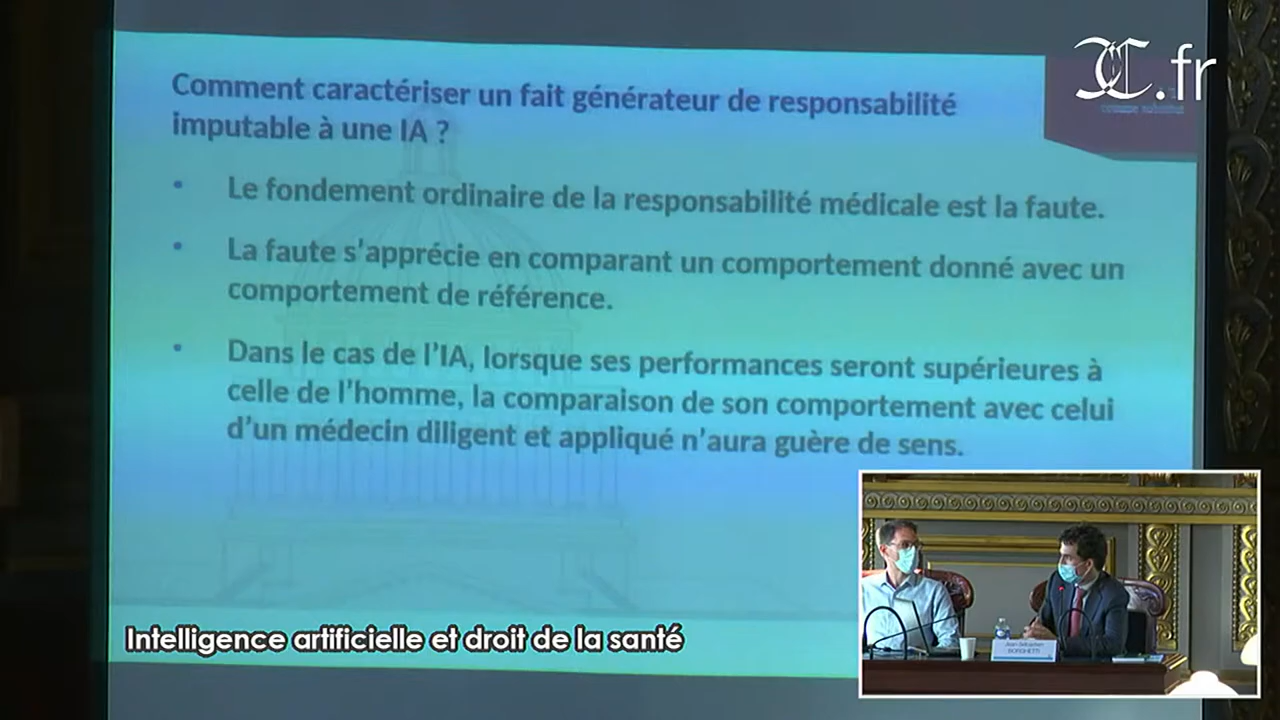 .fr
Comment caractériser un fait générateur de responsabilité
imputable à une IA ?
• Le fondement ordinaire de la responsabilité médicale est la faute.
• La faute s'apprécie en comparant un comportement donné avec un
comportement de référence.
• Dans le cas de l'IA, lorsque ses performances seront supérieures à
celle de l'homme, la comparaison de son comportement avec celui
d'un médecin diligent et appliqué n'aura guère de sens.
Intelligence artificielle et droit de la santé
Jean-Sébastien
BORGHETTI